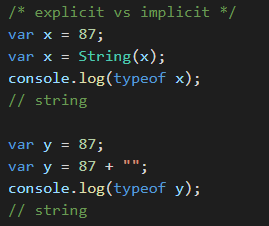 /* explicit vs implicit */
var x = 87;
var x = String(x);
console.log(typeof x);
// string
var y = 87;
var y = 87 + "";
console.log(typeof y);
// string